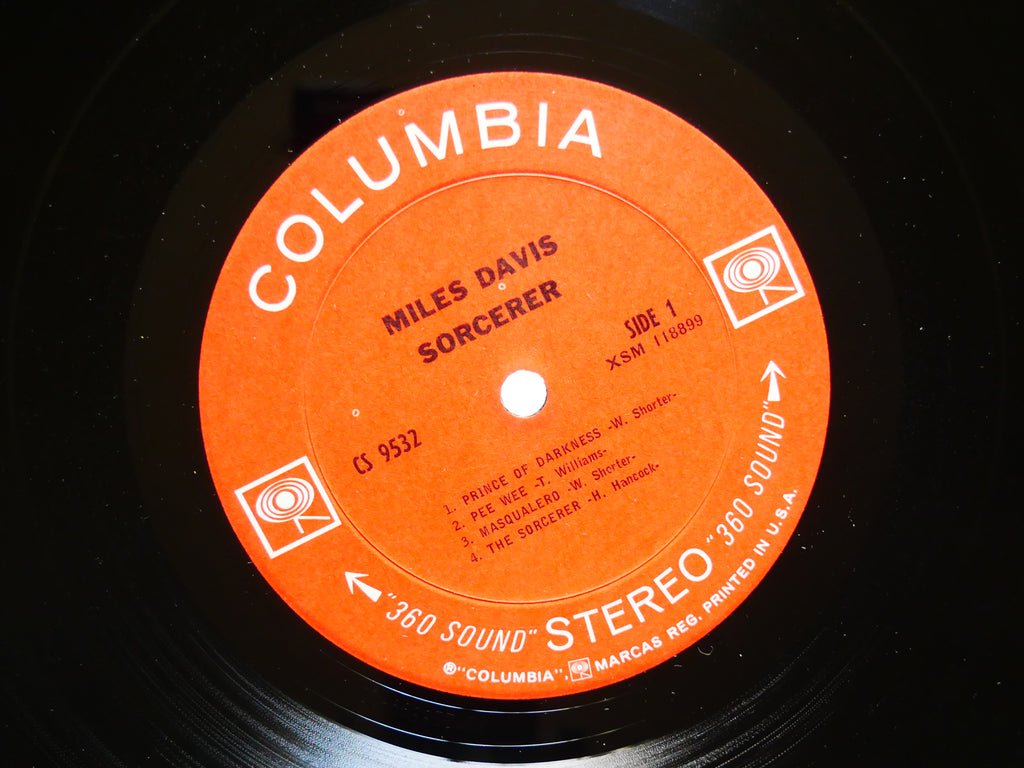 COLUMBIA
MILES DAVIS
SORCERER
SIDE 1
XSM 118899
CS 9532
1. PRINCE OF DARKNESS -W. Shorter-
2. PEE WEE -T. Williams-
3. MASQUALERO -W. Shorter-
4. THE SORCERER -H. Hancock-
"360 SOUND" STEREO "360 SOUND"
® "COLUMBIA", MARCAS REG. PRINTED IN U.S.A.